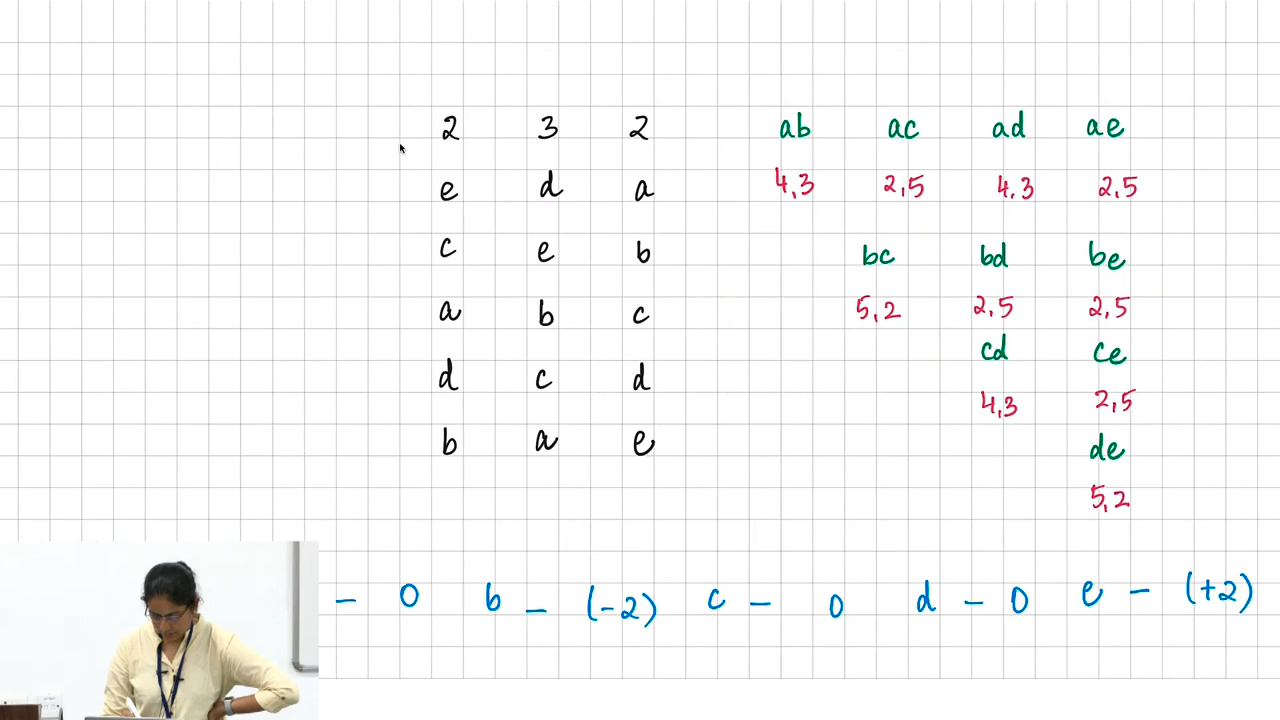 2 3 2 ab ac ad ae
e d a 4,3 2,5 4,3 2,5
c e b bc bd be
a b c 5,2 2,5 2,5
cd ce
d c d 4,3 2,5
b a e de
5,2
- 0 b - (-2) c - 0 d - 0 e - (+2)